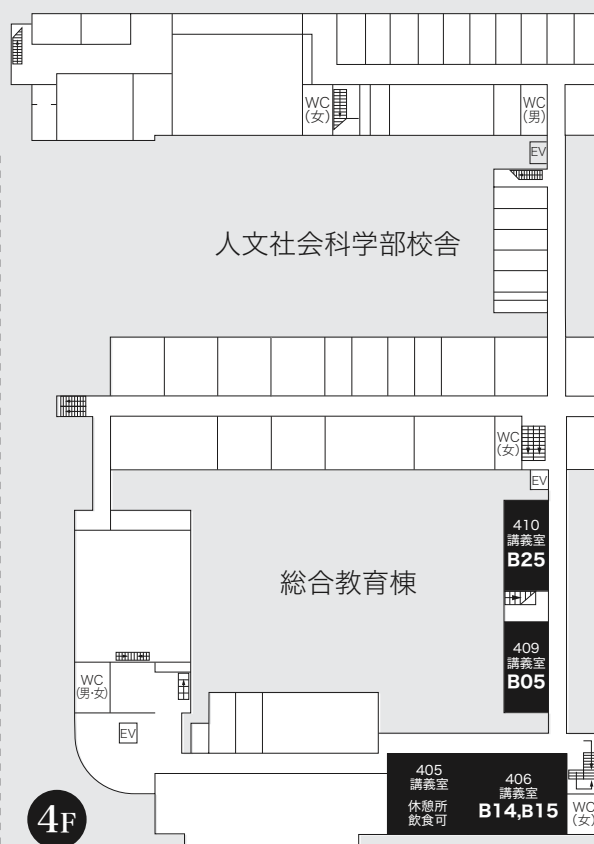 WC
(女)
WC
(男)
EV
人文社会科学部校舎
WC
(女)
EV
410
講義室
B25
総合教育棟
409
講義室
B05
WC
(男·女)
EV
405
講義室
休憩所
飲食可
406
講義室
B14,B15
WC
(女)
4F